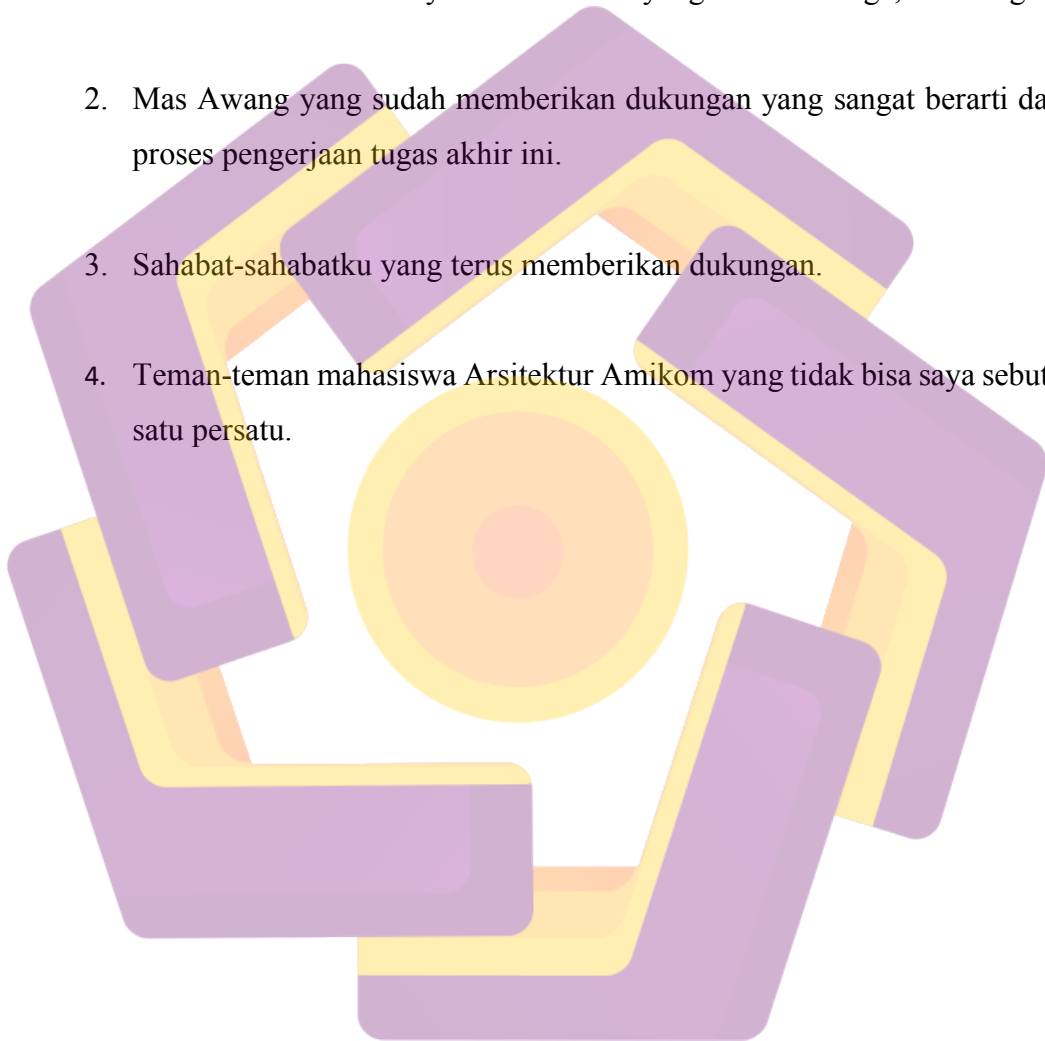 2. Mas Awang yang sudah memberikan dukungan yang sangat berarti da
proses pengerjaan tugas akhir ini.
3. Sahabat-sahabatku yang terus memberikan dukungan.
4. Teman-teman mahasiswa Arsitektur Amikom yang tidak bisa saya sebut
satu persatu.